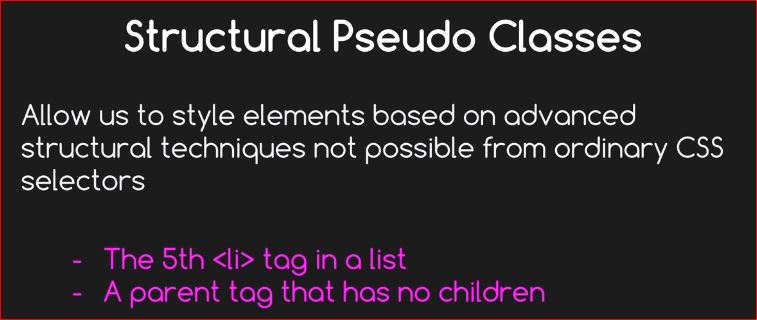 Structural Pseudo Classes
Allow us to style elements based on advanced
structural techniques not possible from ordinary CSS
selectors
- The 5th <li> tag in a list
- A parent tag that has no children